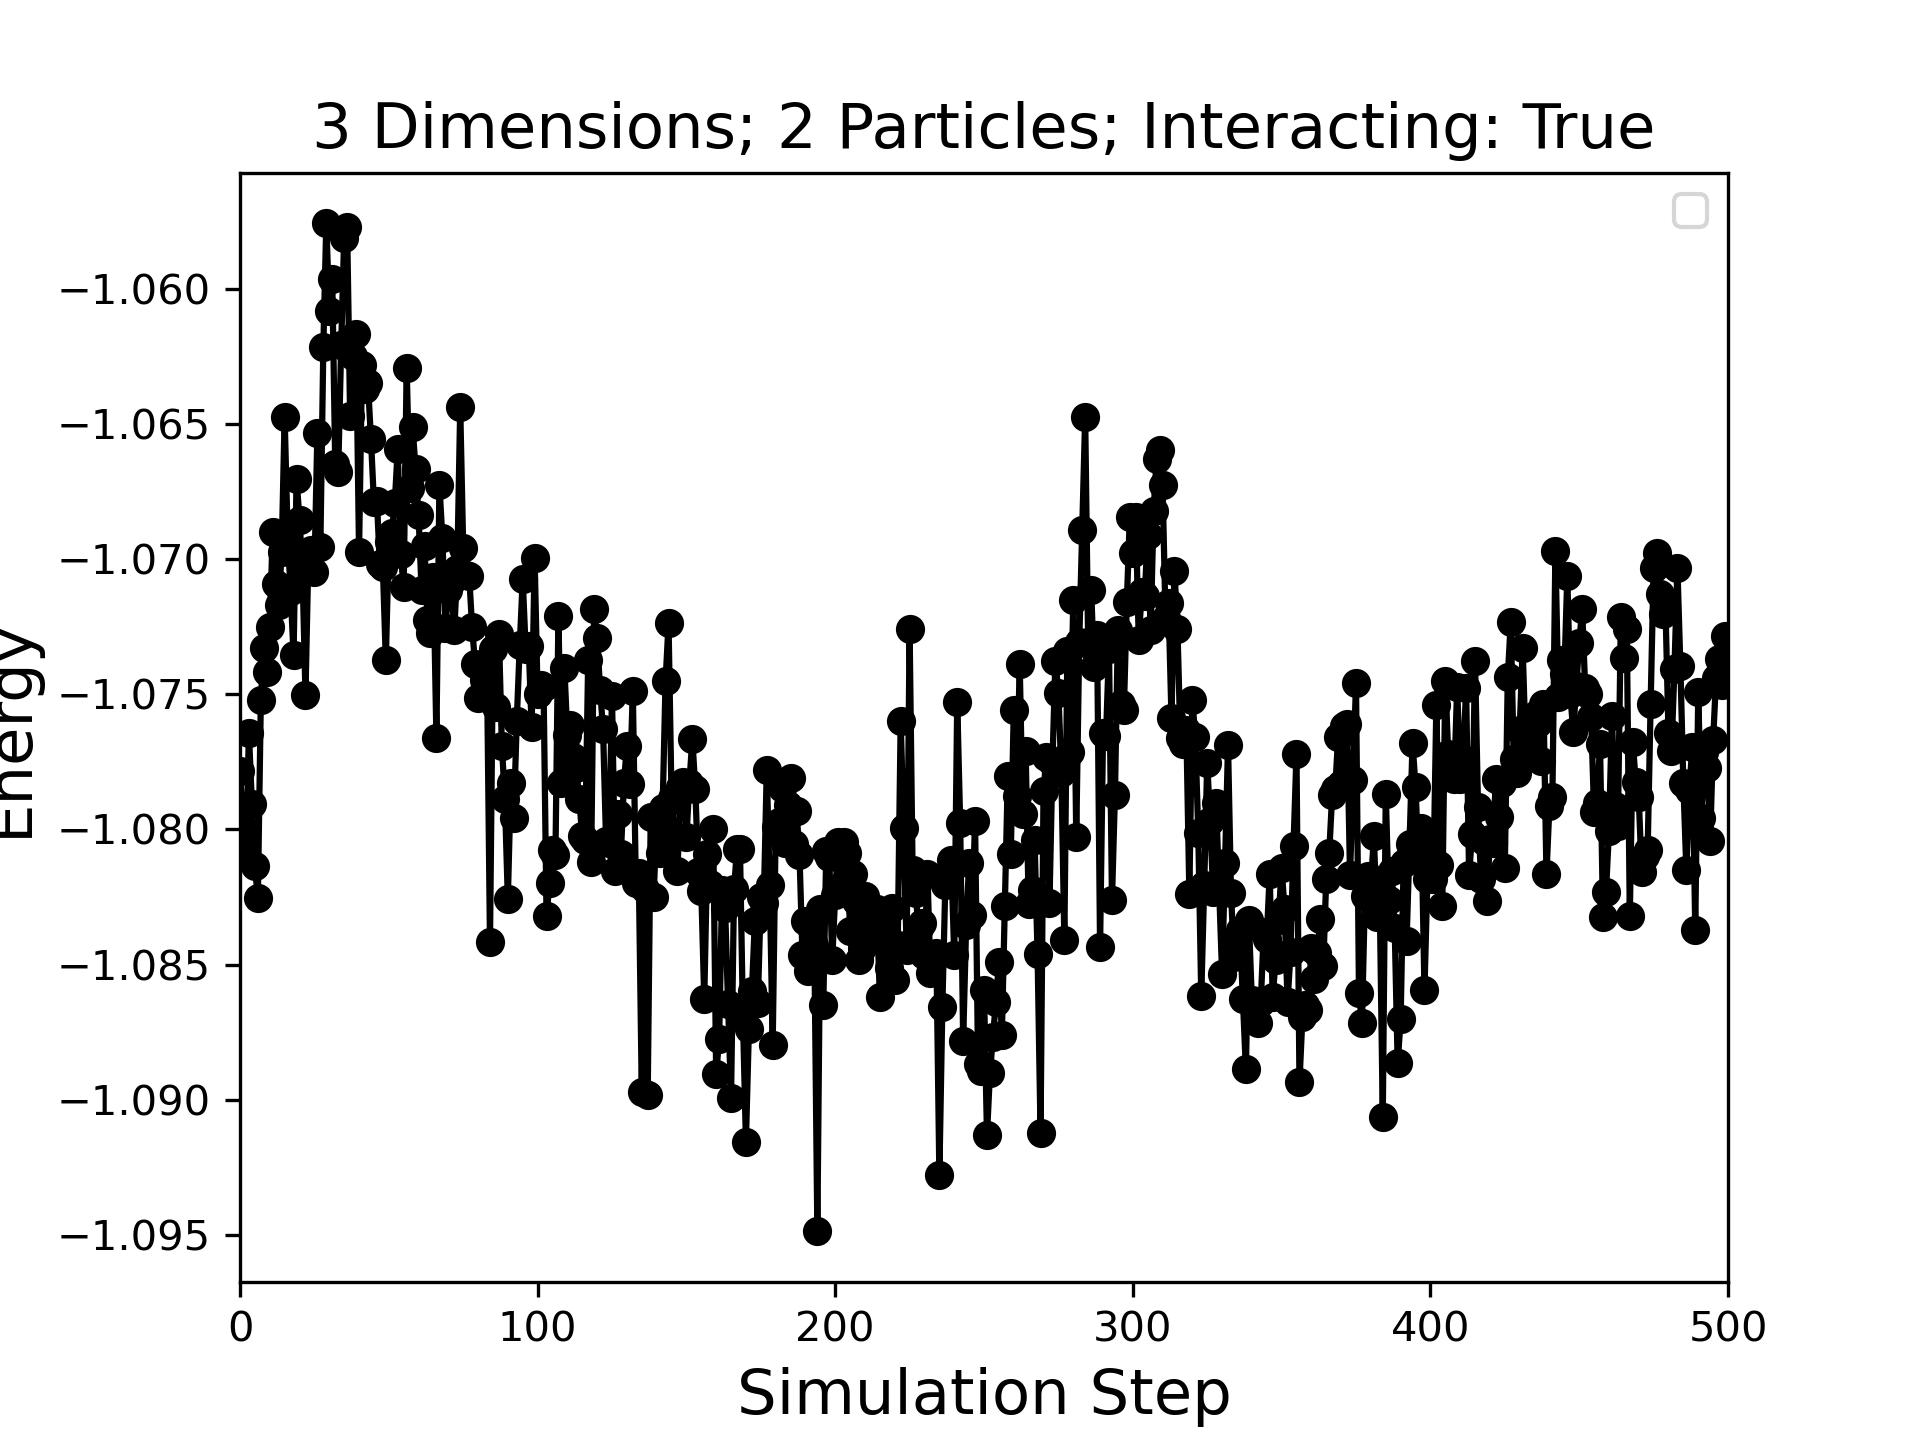 3 Dimensions; 2 Particles; Interacting: True
Energy
−1.060
−1.065
−1.070
−1.075
−1.080
−1.085
−1.090
−1.095
0 100 200 300 400 500
Simulation Step